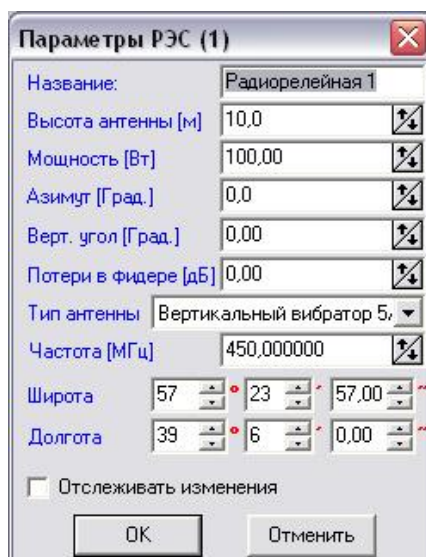 Параметры РЭС (1)
Название: Радиорелейная 1
Высота антенны [м] 10,0
Мощность [Вт] 100,00
Азимут [Град.] 0,0
Верт. угол [Град.] 0,00
Потери в фидере [дБ] 0,00
Тип антенны Вертикальный вибратор 5/
Частота [МГц] 450,000000
Широта 57 ° 23 ′ 57,00 ″
Долгота 39 ° 6 ′ 0,00 ″
Отслеживать изменения
OK Отменить